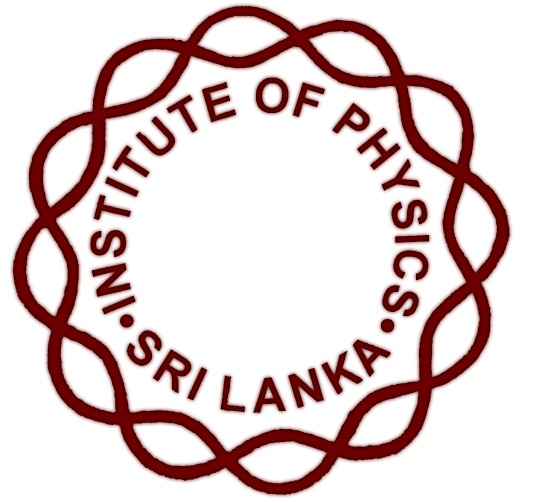 INSTITUTE OF PHYSICS
• SRI LANKA •